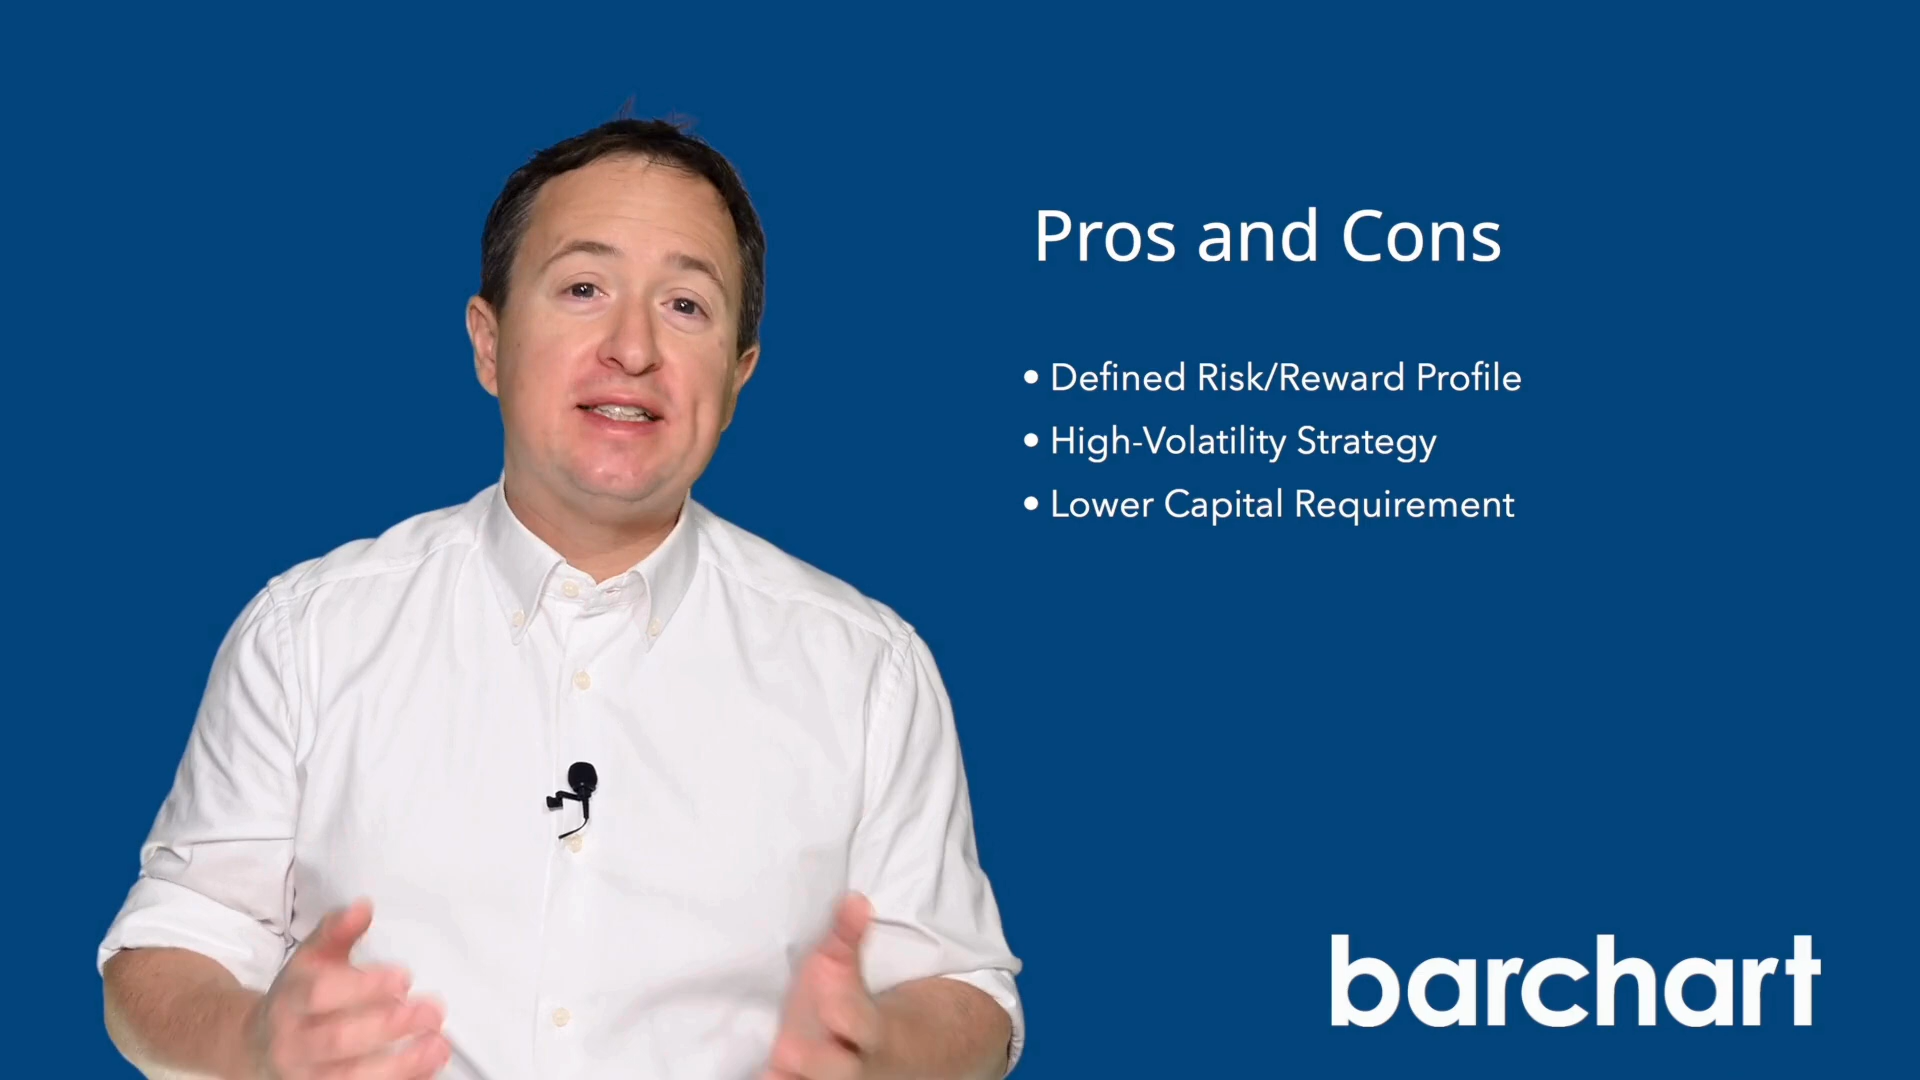 Pros and Cons
• Defined Risk/Reward Profile
• High-Volatility Strategy
• Lower Capital Requirement
barchart